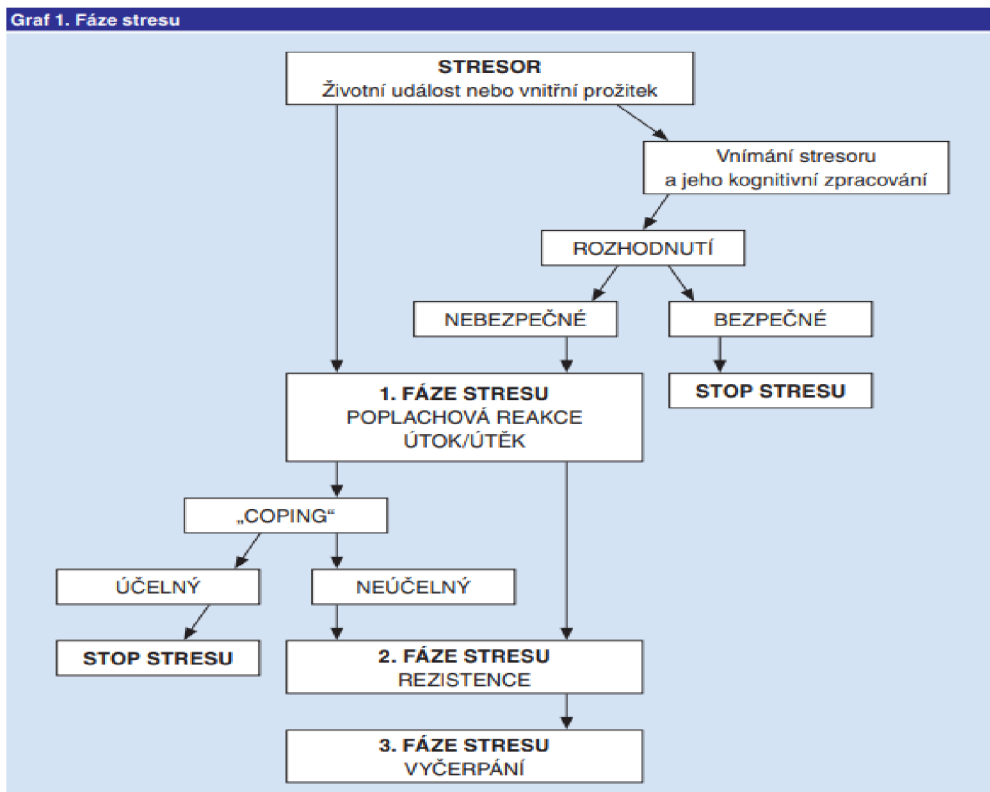 Graf 1. Fáze stresu
STRESOR
Životní událost nebo vnitřní prožitek
Vnímání stresoru
a jeho kognitivní zpracování
ROZHODNUTÍ
NEBEZPEČNÉ
BEZPEČNÉ
STOP STRESU
1. FÁZE STRESU
POPLACHOVÁ REAKCE
ÚTOK/ÚTĚK
„COPING“
ÚČELNÝ
NEÚČELNÝ
STOP STRESU
2. FÁZE STRESU
REZISTENCE
3. FÁZE STRESU
VYČERPÁNÍ